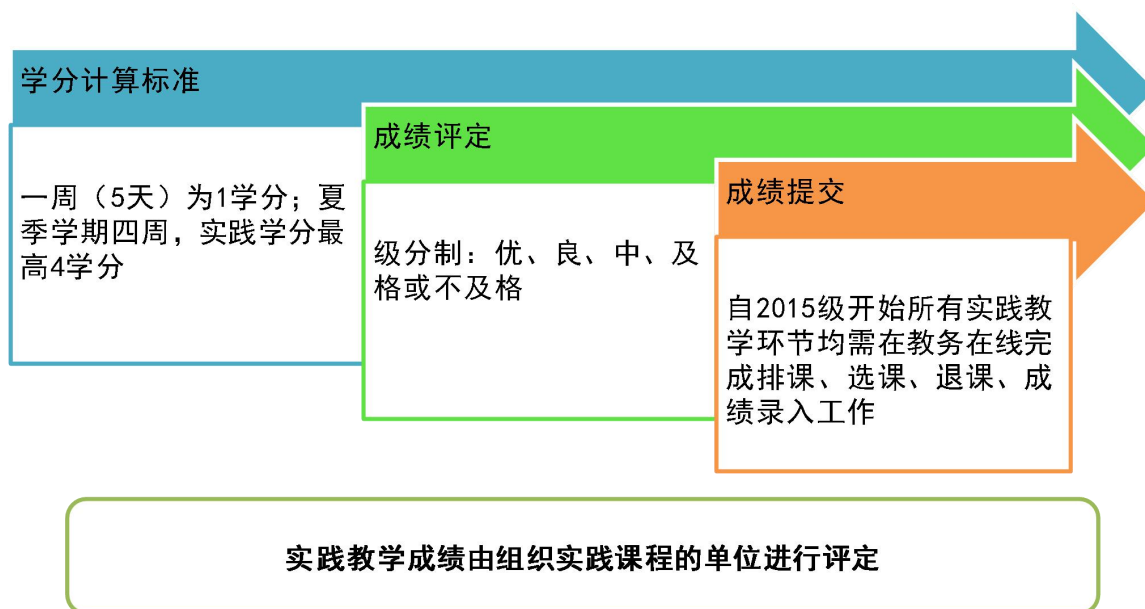 学分计算标准
一周（5天）为1学分；夏
季学期四周，实践学分最
高4学分
成绩评定
级分制：优、良、中、及
格或不及格
成绩提交
自2015级开始所有实践教
学环节均需在教务在线完
成排课、选课、退课、成
绩录入工作
实践教学成绩由组织实践课程的单位进行评定